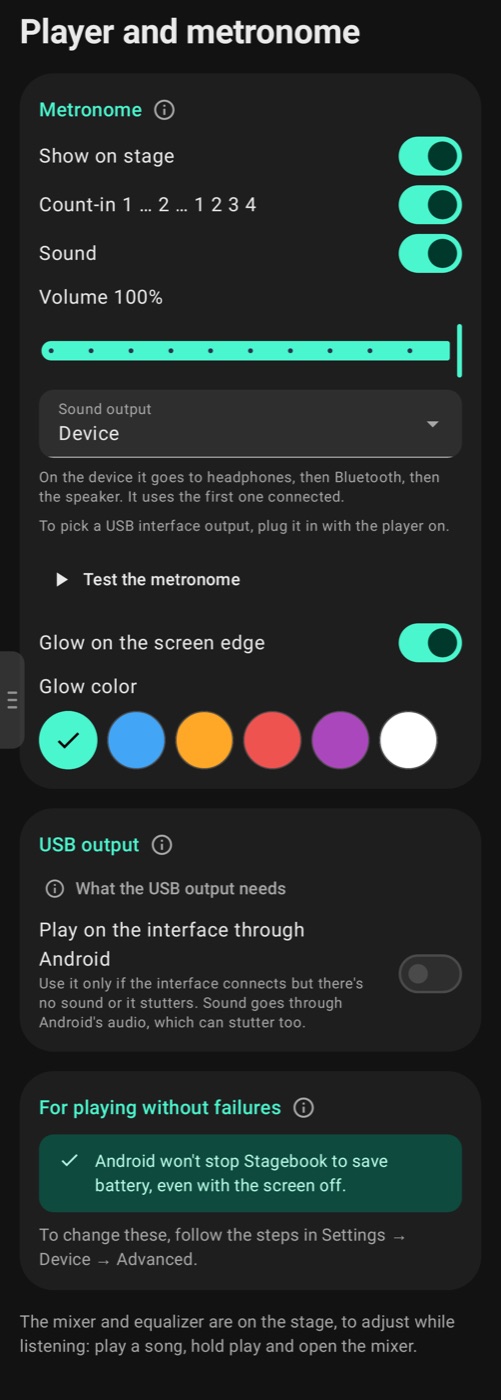 Player and metronome
Metronome
Show on stage
Count-in 1 ... 2 ... 1 2 3 4
Sound
Volume 100%
Sound output
Device
On the device it goes to headphones, then Bluetooth, then
the speaker. It uses the first one connected.
To pick a USB interface output, plug it in with the player on.
Test the metronome
Glow on the screen edge
Glow color
USB output
What the USB output needs
Play on the interface through
Android
Use it only if the interface connects but there's
no sound or it stutters. Sound goes through
Android's audio, which can stutter too.
For playing without failures
Android won't stop Stagebook to save
battery, even with the screen off.
To change these, follow the steps in Settings →
Device → Advanced.
The mixer and equalizer are on the stage, to adjust while
listening: play a song, hold play and open the mixer.